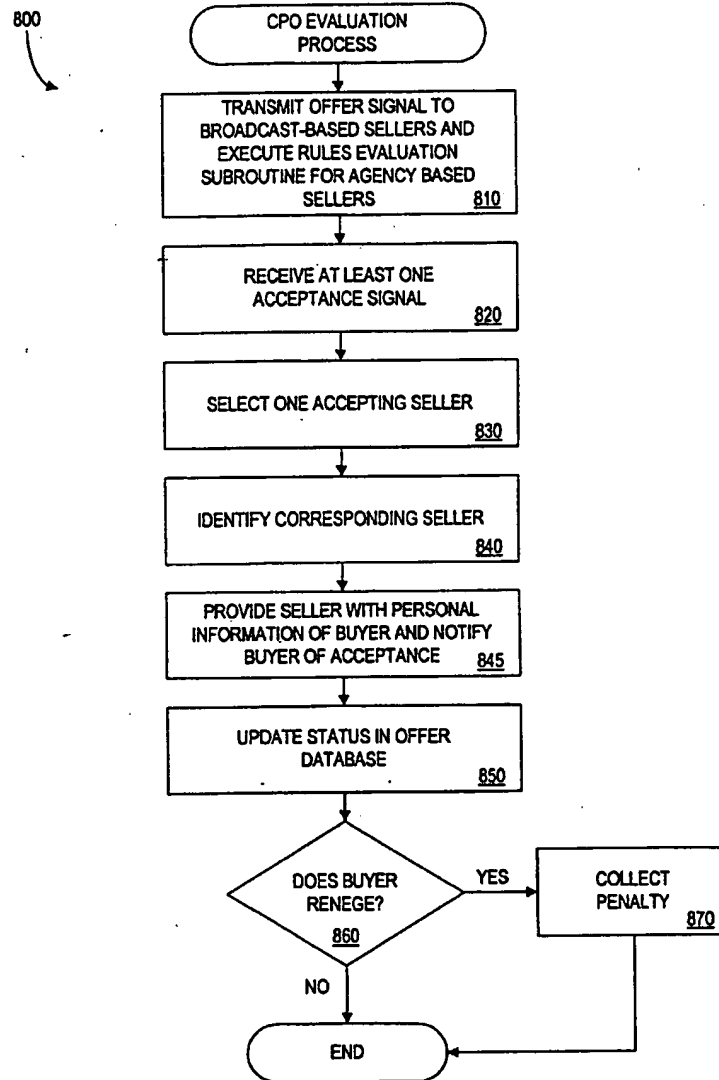 800
CPO EVALUATION
PROCESS
TRANSMIT OFFER SIGNAL TO
BROADCAST-BASED SELLERS AND
EXECUTE RULES EVALUATION
SUBROUTINE FOR AGENCY BASED
SELLERS
810
RECEIVE AT LEAST ONE
ACCEPTANCE SIGNAL
820
SELECT ONE ACCEPTING SELLER
830
IDENTIFY CORRESPONDING SELLER
840
PROVIDE SELLER WITH PERSONAL
INFORMATION OF BUYER AND NOTIFY
BUYER OF ACCEPTANCE
845
UPDATE STATUS IN OFFER
DATABASE
850
DOES BUYER
RENEGE?
860
YES
COLLECT
PENALTY
870
NO
END